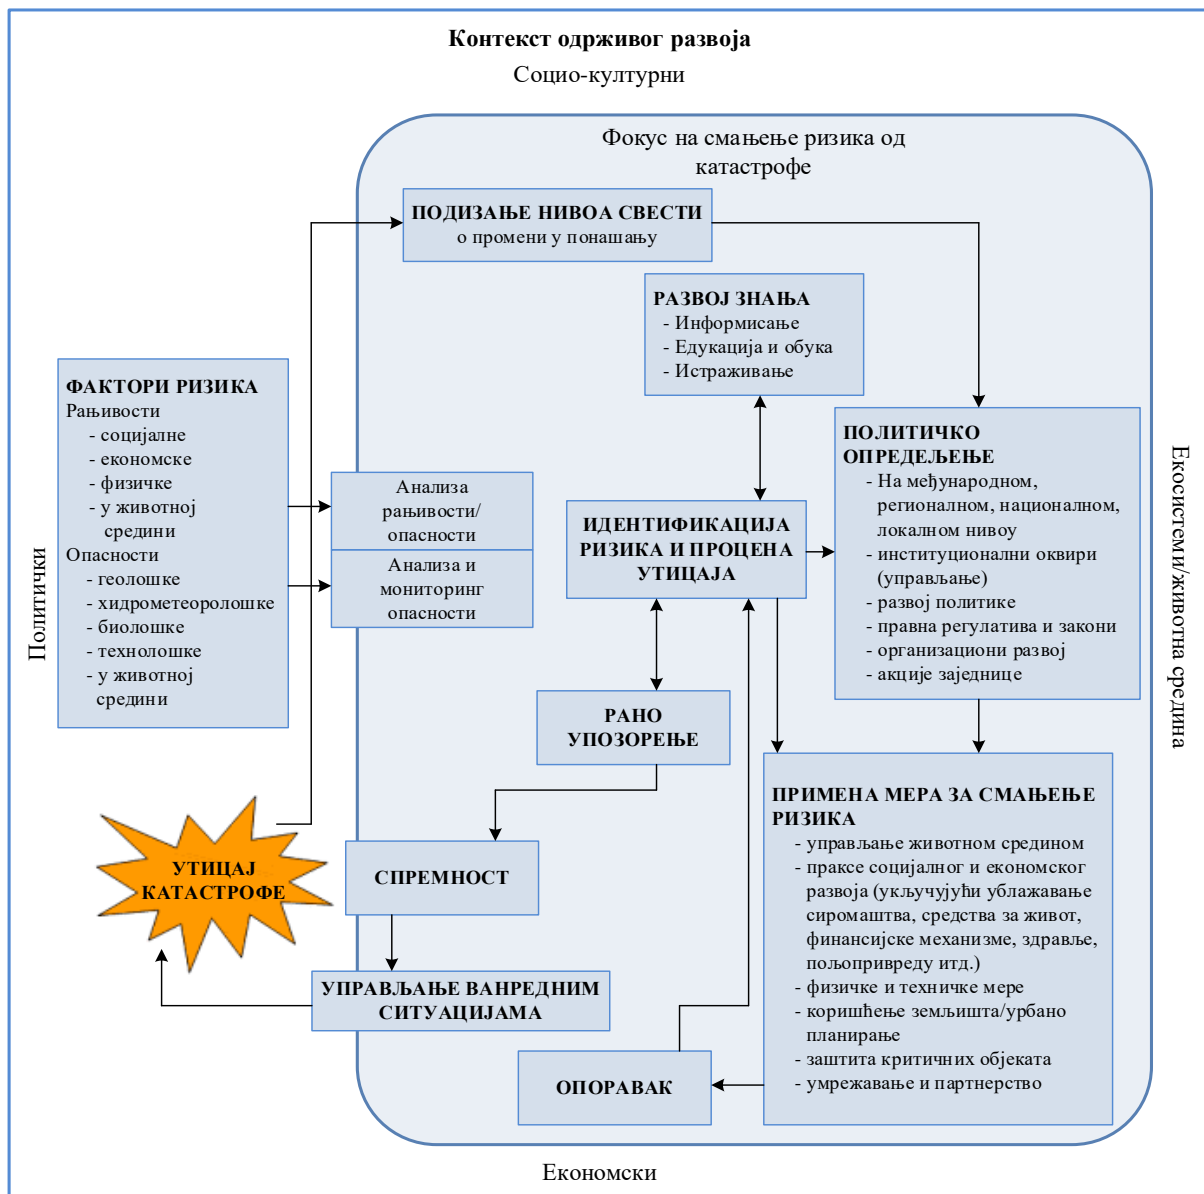 Контекст одрживог развоја
Социо-културни
Фокус на смањење ризика од
катастрофе
ПОДИЗАЊЕ НИВОА СВЕСТИ
о промени у понашању
РАЗВОЈ ЗНАЊА
- Информисање
- Едукација и обука
- Истраживање
ФАКТОРИ РИЗИКА
Рањивости
- социјалне
- економске
- физичке
- у животној
средини
Опасности
- геолошке
- хидрометеоролошке
- биолошке
- технолошке
- у животној
средини
Политички
Анализа
рањивости/
опасности
Анализа и
мониторинг
опасности
ИДЕНТИФИКАЦИЈА
РИЗИКА И ПРОЦЕНА
УТИЦАЈА
ПОЛИТИЧКО
ОПРЕДЕЉЕЊЕ
- На међународном,
регионалном, националном,
локалном нивоу
- институционални оквири
(управљање)
- развој политике
- правна регулатива и закони
- организациони развој
- акције заједнице
Екосистеми/животна средина
РАНО
УПОЗОРЕЊЕ
ПРИМЕНА МЕРА ЗА СМАЊЕЊЕ
РИЗИКА
- управљање животном средином
- праксе социјалног и економског
развоја (укључујући ублажавање
сиромаштва, средства за живот,
финансијске механизме, здравље,
пољопривреду итд.)
- физичке и техничке мере
- коришћење земљишта/урбано
планирање
- заштита критичних објеката
- умрежавање и партнерство
УТИЦАЈ
КАТАСТРОФЕ
СПРЕМНОСТ
УПРАВЉАЊЕ ВАНРЕДНИМ
СИТУАЦИЈАМА
ОПОРАВАК
Економски